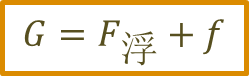 G = F浮 + f